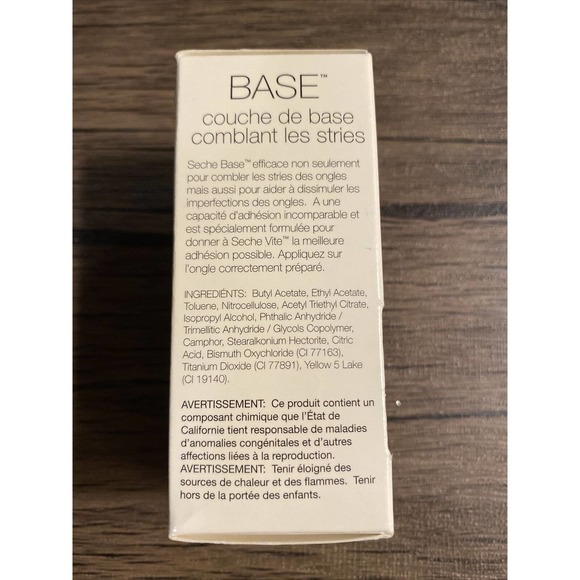 BASE™
couche de base
comblant les stries
Seche Base™ efficace non seulement
pour combler les stries des ongles
mais aussi pour aider à dissimuler les
imperfections des ongles. A une
capacité d'adhésion incomparable et
est spécialement formulée pour
donner à Seche Vite™ la meilleure
adhésion possible. Appliquez sur
l'ongle correctement préparé.
INGREDIÉNTS: Butyl Acetate, Ethyl Acetate,
Toluene, Nitrocellulose, Acetyl Triethyl Citrate,
Isopropyl Alcohol, Phthalic Anhydride /
Trimellitic Anhydride / Glycols Copolymer,
Camphor, Stearalkonium Hectorite, Citric
Acid, Bismuth Oxychloride (CI 77163),
Titanium Dioxide (CI 77891), Yellow 5 Lake
(CI 19140).
AVERTISSEMENT: Ce produit contient un
composant chimique que l'État de
Californie tient responsable de maladies
d'anomalies congénitales et d'autres
affections liées à la reproduction.
AVERTISSEMENT: Tenir éloigné des
sources de chaleur et des flammes. Tenir
hors de la portée des enfants.